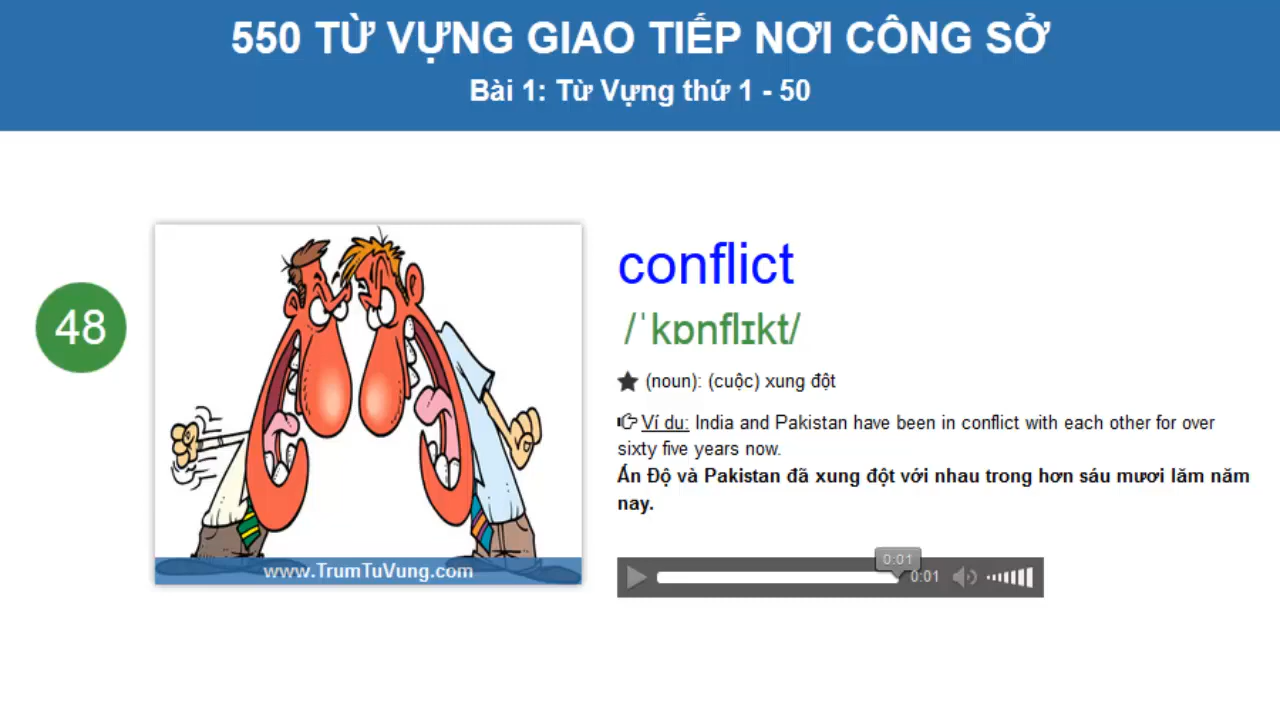 550 TỪ VỰNG GIAO TIẾP NƠI CÔNG SỞ
Bài 1: Từ Vựng thứ 1 - 50
48
conflict
/ˈkɒnflɪkt/
(noun): (cuộc) xung đột
Ví dụ: India and Pakistan have been in conflict with each other for over
sixty five years now.
Ấn Độ và Pakistan đã xung đột với nhau trong hơn sáu mươi lăm năm
nay.
www.TrumTuVung.com
0:01
0:01